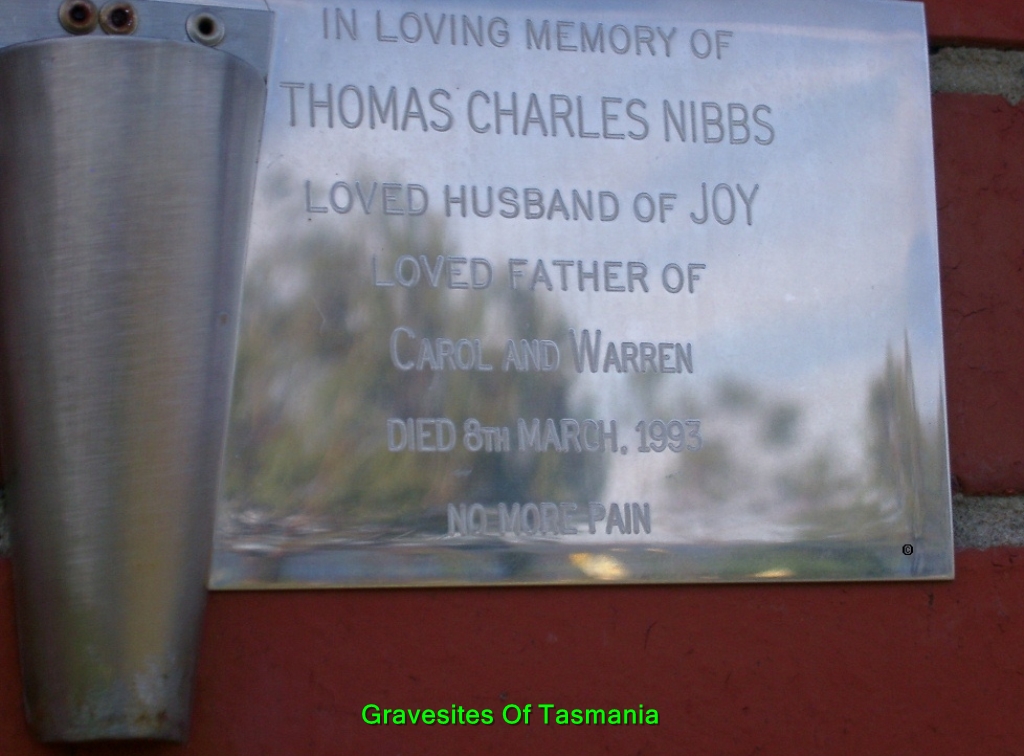 IN LOVING MEMORY OF
THOMAS CHARLES NIBBS
LOVED HUSBAND OF JOY
LOVED FATHER OF
CAROL AND WARREN
DIED 8TH MARCH, 1993
NO MORE PAIN
©
Gravesites Of Tasmania